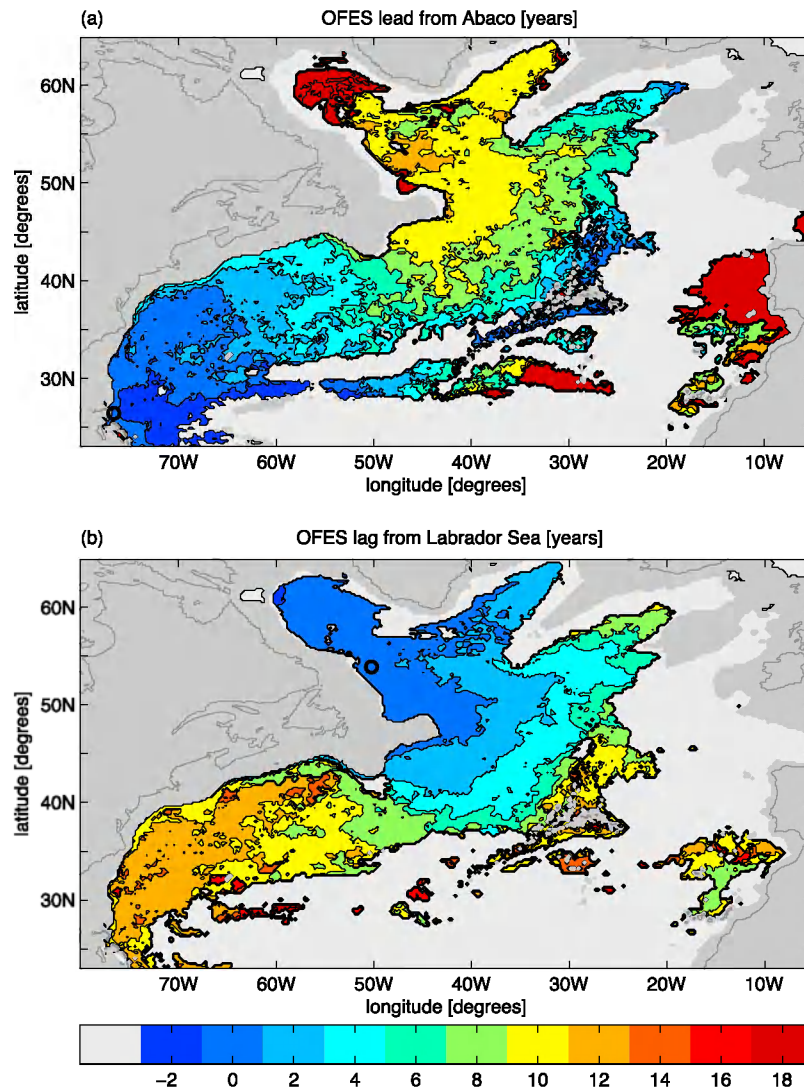 (a) OFES lead from Abaco [years]
60N
50N
40N
30N
latitude [degrees]
70W 60W 50W 40W 30W 20W 10W
longitude [degrees]
(b) OFES lag from Labrador Sea [years]
60N
50N
40N
30N
latitude [degrees]
70W 60W 50W 40W 30W 20W 10W
longitude [degrees]
−2 0 2 4 6 8 10 12 14 16 18